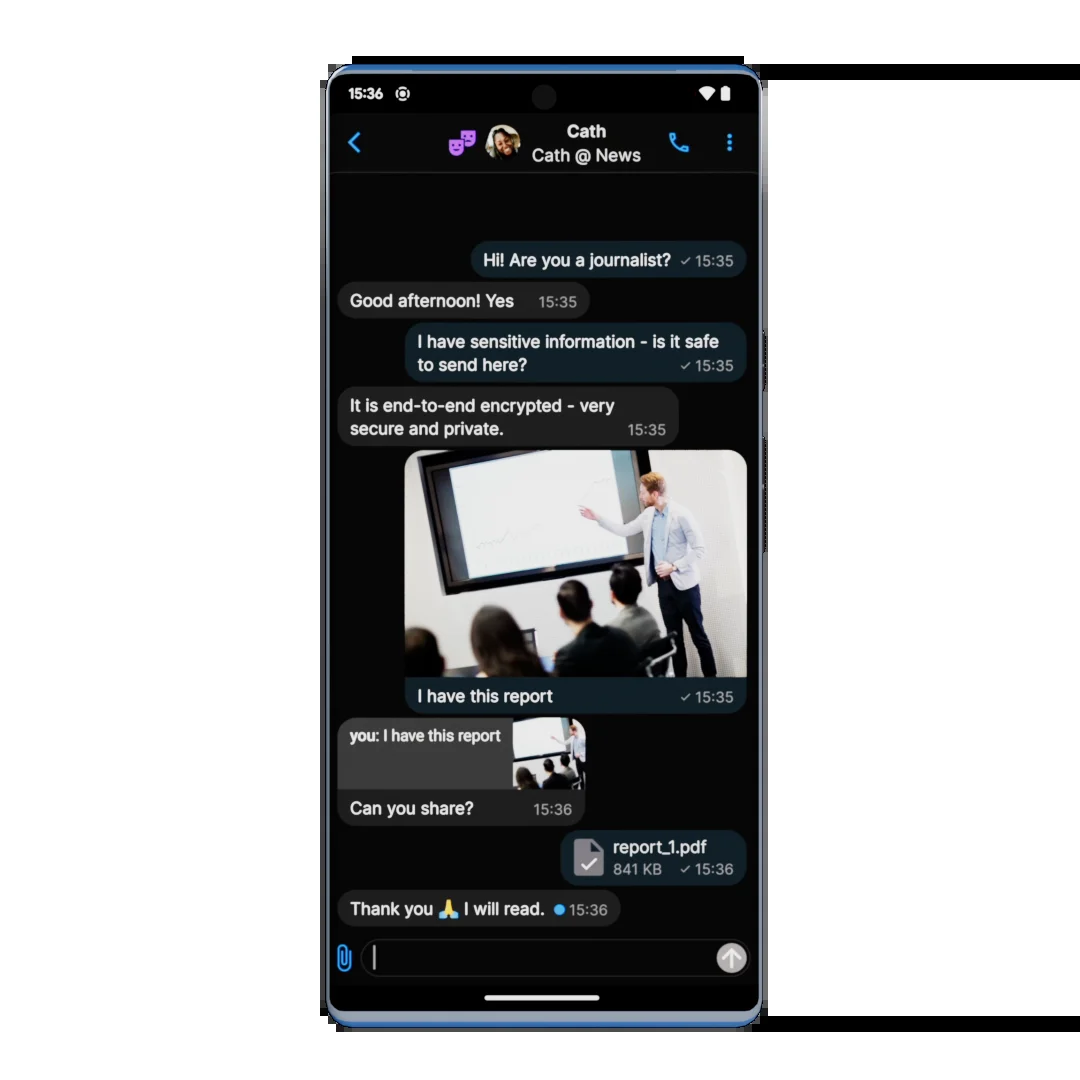 15:36
Cath
Cath @ News
Hi! Are you a journalist? ✓ 15:35
Good afternoon! Yes 15:35
I have sensitive information - is it safe
to send here? ✓ 15:35
It is end-to-end encrypted - very
secure and private. 15:35
I have this report ✓ 15:35
you: I have this report
Can you share? 15:36
report_1.pdf
841 KB ✓ 15:36
Thank you 🙏 I will read. 15:36